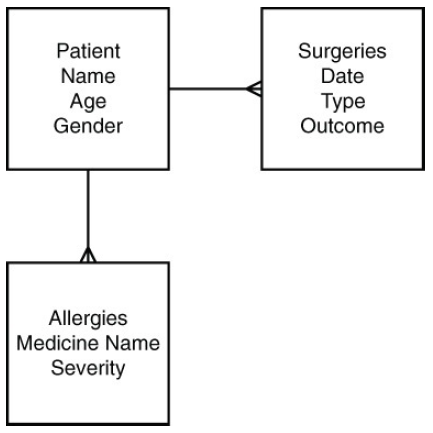 Patient
Name
Age
Gender
Surgeries
Date
Type
Outcome
Allergies
Medicine Name
Severity